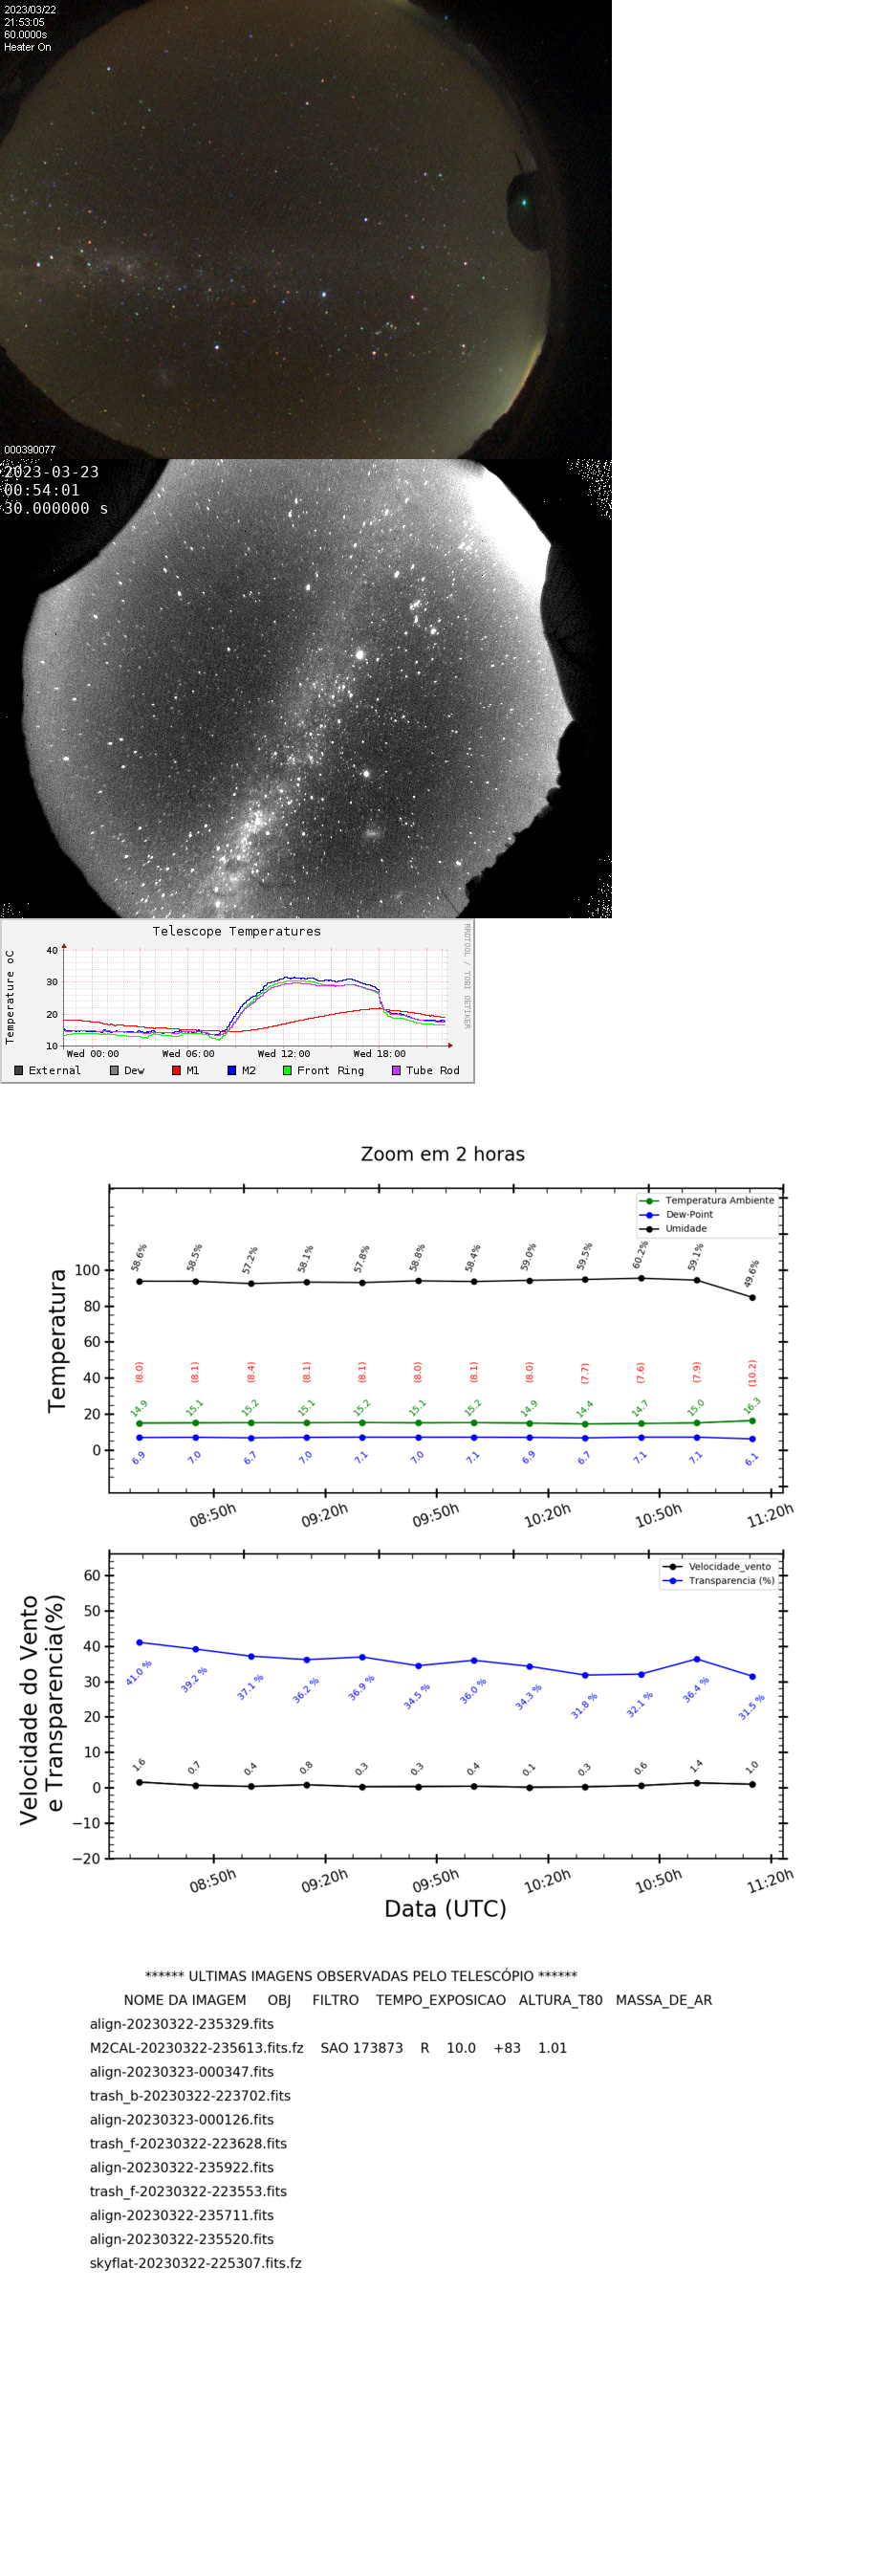 2023/03/22
21:53:05
60.0000s
Heater On
000390077
2023-03-23
00:54:01
30.000000 s
Telescope Temperatures
RRDTOOL / TOBI OETIKER
Temperature oC
40
30
20
10
Wed 00:00 Wed 06:00 Wed 12:00 Wed 18:00
External Dew M1 M2 Front Ring Tube Rod
Zoom em 2 horas
Temperatura Ambiente
Dew-Point
Umidade
Temperatura
100
80
60
40
20
0
58.6% 58.5% 57.2% 58.1% 57.8% 58.8% 58.4% 59.0% 59.5% 60.2% 59.1% 49.6%
(8.0) (8.1) (8.4) (8.1) (8.1) (8.0) (8.1) (8.0) (7.7) (7.6) (7.9) (10.2)
14.9 15.1 15.2 15.1 15.2 15.1 15.2 14.9 14.4 14.7 15.0 16.3
6.9 7.0 6.7 7.0 7.1 7.0 7.1 6.9 6.7 7.1 7.1 6.1
08:50h 09:20h 09:50h 10:20h 10:50h 11:20h
Velocidade_vento
Transparencia (%)
Velocidade do Vento
e Transparencia(%)
60
50
40
30
20
10
0
−10
−20
41.0 % 39.2 % 37.1 % 36.2 % 36.9 % 34.5 % 36.0 % 34.3 % 31.8 % 32.1 % 36.4 % 31.5 %
1.6 0.7 0.4 0.8 0.3 0.3 0.4 0.1 0.3 0.6 1.4 1.0
08:50h 09:20h 09:50h 10:20h 10:50h 11:20h
Data (UTC)
****** ULTIMAS IMAGENS OBSERVADAS PELO TELESCÓPIO ******
NOME DA IMAGEM OBJ FILTRO TEMPO_EXPOSICAO ALTURA_T80 MASSA_DE_AR
align-20230322-235329.fits
M2CAL-20230322-235613.fits.fz SAO 173873 R 10.0 +83 1.01
align-20230323-000347.fits
trash_b-20230322-223702.fits
align-20230323-000126.fits
trash_f-20230322-223628.fits
align-20230322-235922.fits
trash_f-20230322-223553.fits
align-20230322-235711.fits
align-20230322-235520.fits
skyflat-20230322-225307.fits.fz